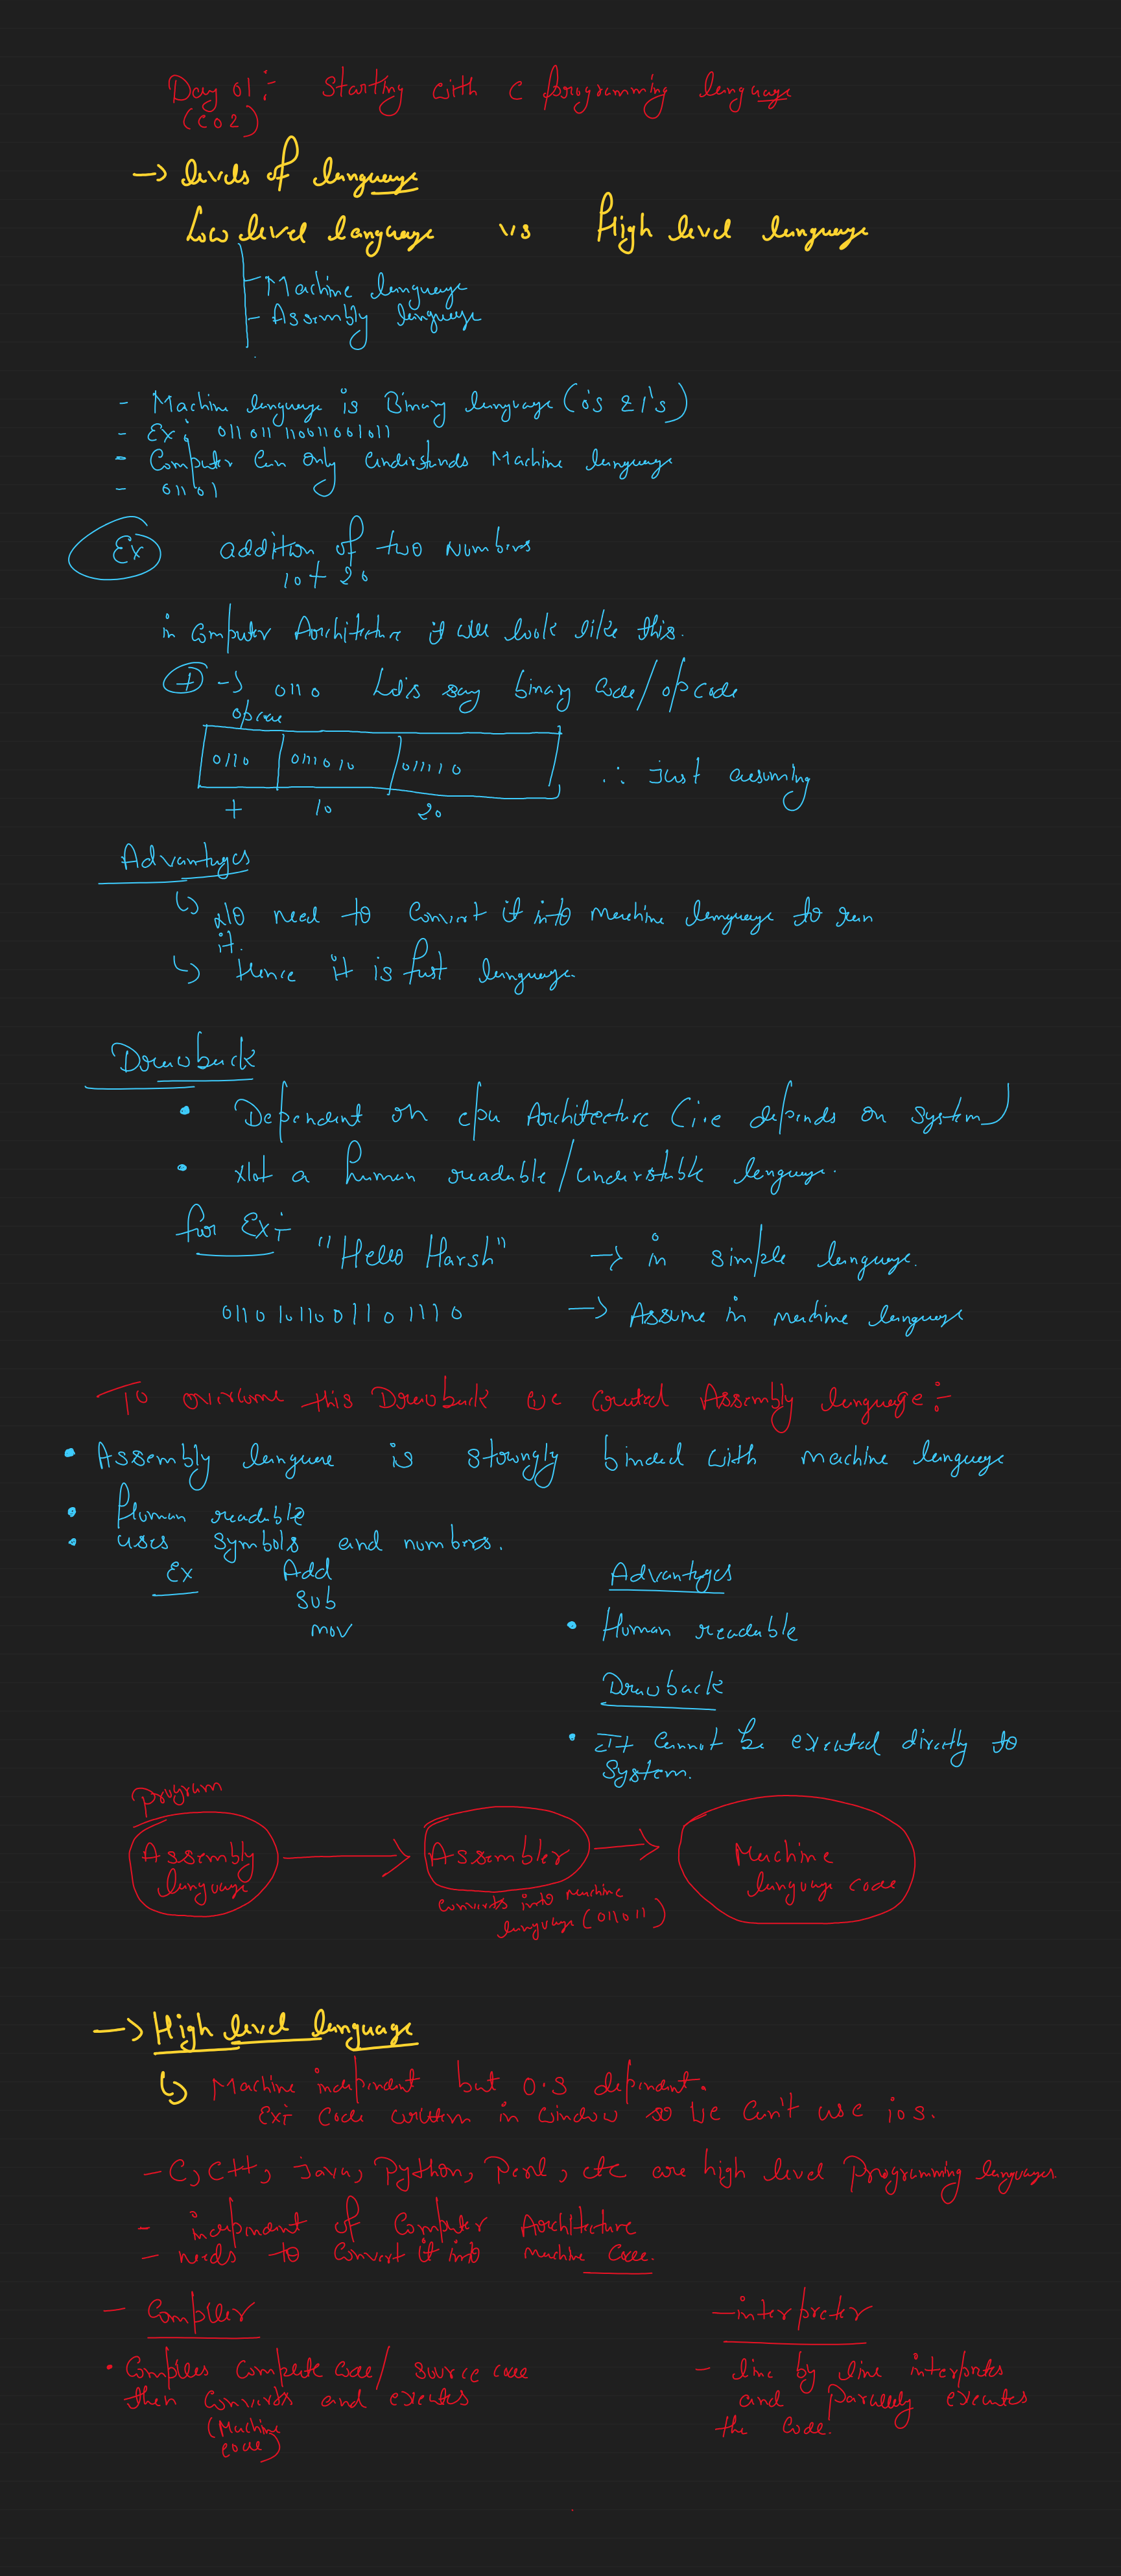 Day 01:- Starting with C programming language
(C02)
-> levels of language
Low level language vs High level language
- Machine language
- Assembly language
- Machine language is Binary language (0's & 1's)
- Ex: 011 011 110011001011
- Computer can only understands Machine language
- 01101
Ex addition of two numbers
10 + 20
in computer Architecture it will look like this.
+ -> 0110 Let's say binary code/opcode
opcode
0110 0111010 011110 ∴ just assuming
+ 10 20
Advantages
↳ No need to convert it into machine language to run
it.
↳ Hence it is fast language.
Drawback
• Dependent on cpu Architecture (i.e depends on system)
• Not a human readable/understable language.
for Ex:-
"Hello Harsh" -> in simple language.
0110101100110 1110 -> Assume in machine language
To overcome this Drawback we created Assembly language:-
• Assembly languare is strongly binded with machine language
• Human readable
• uses symbols and numbers.
Ex Add
Sub
mov
Advantages
• Human readable
Drawback
• It cannot be executed directly to
system.
Program
Assembly
language
Assembler
converts into machine
language (011011)
Machine
language code
-> High level language
↳ Machine independent but O.S dependent.
Ex:- Code written in window so we can't use ios.
- C, C++, java, Python, Perl, etc are high level Programming languages.
- independent of Computer Architecture
- needs to convert it into machine code.
- Compiler
• Compiles complete code/ source code
then converts and executes
(Machine
code)
- interpreter
- line by line interprets
and Parallely executes
the code.